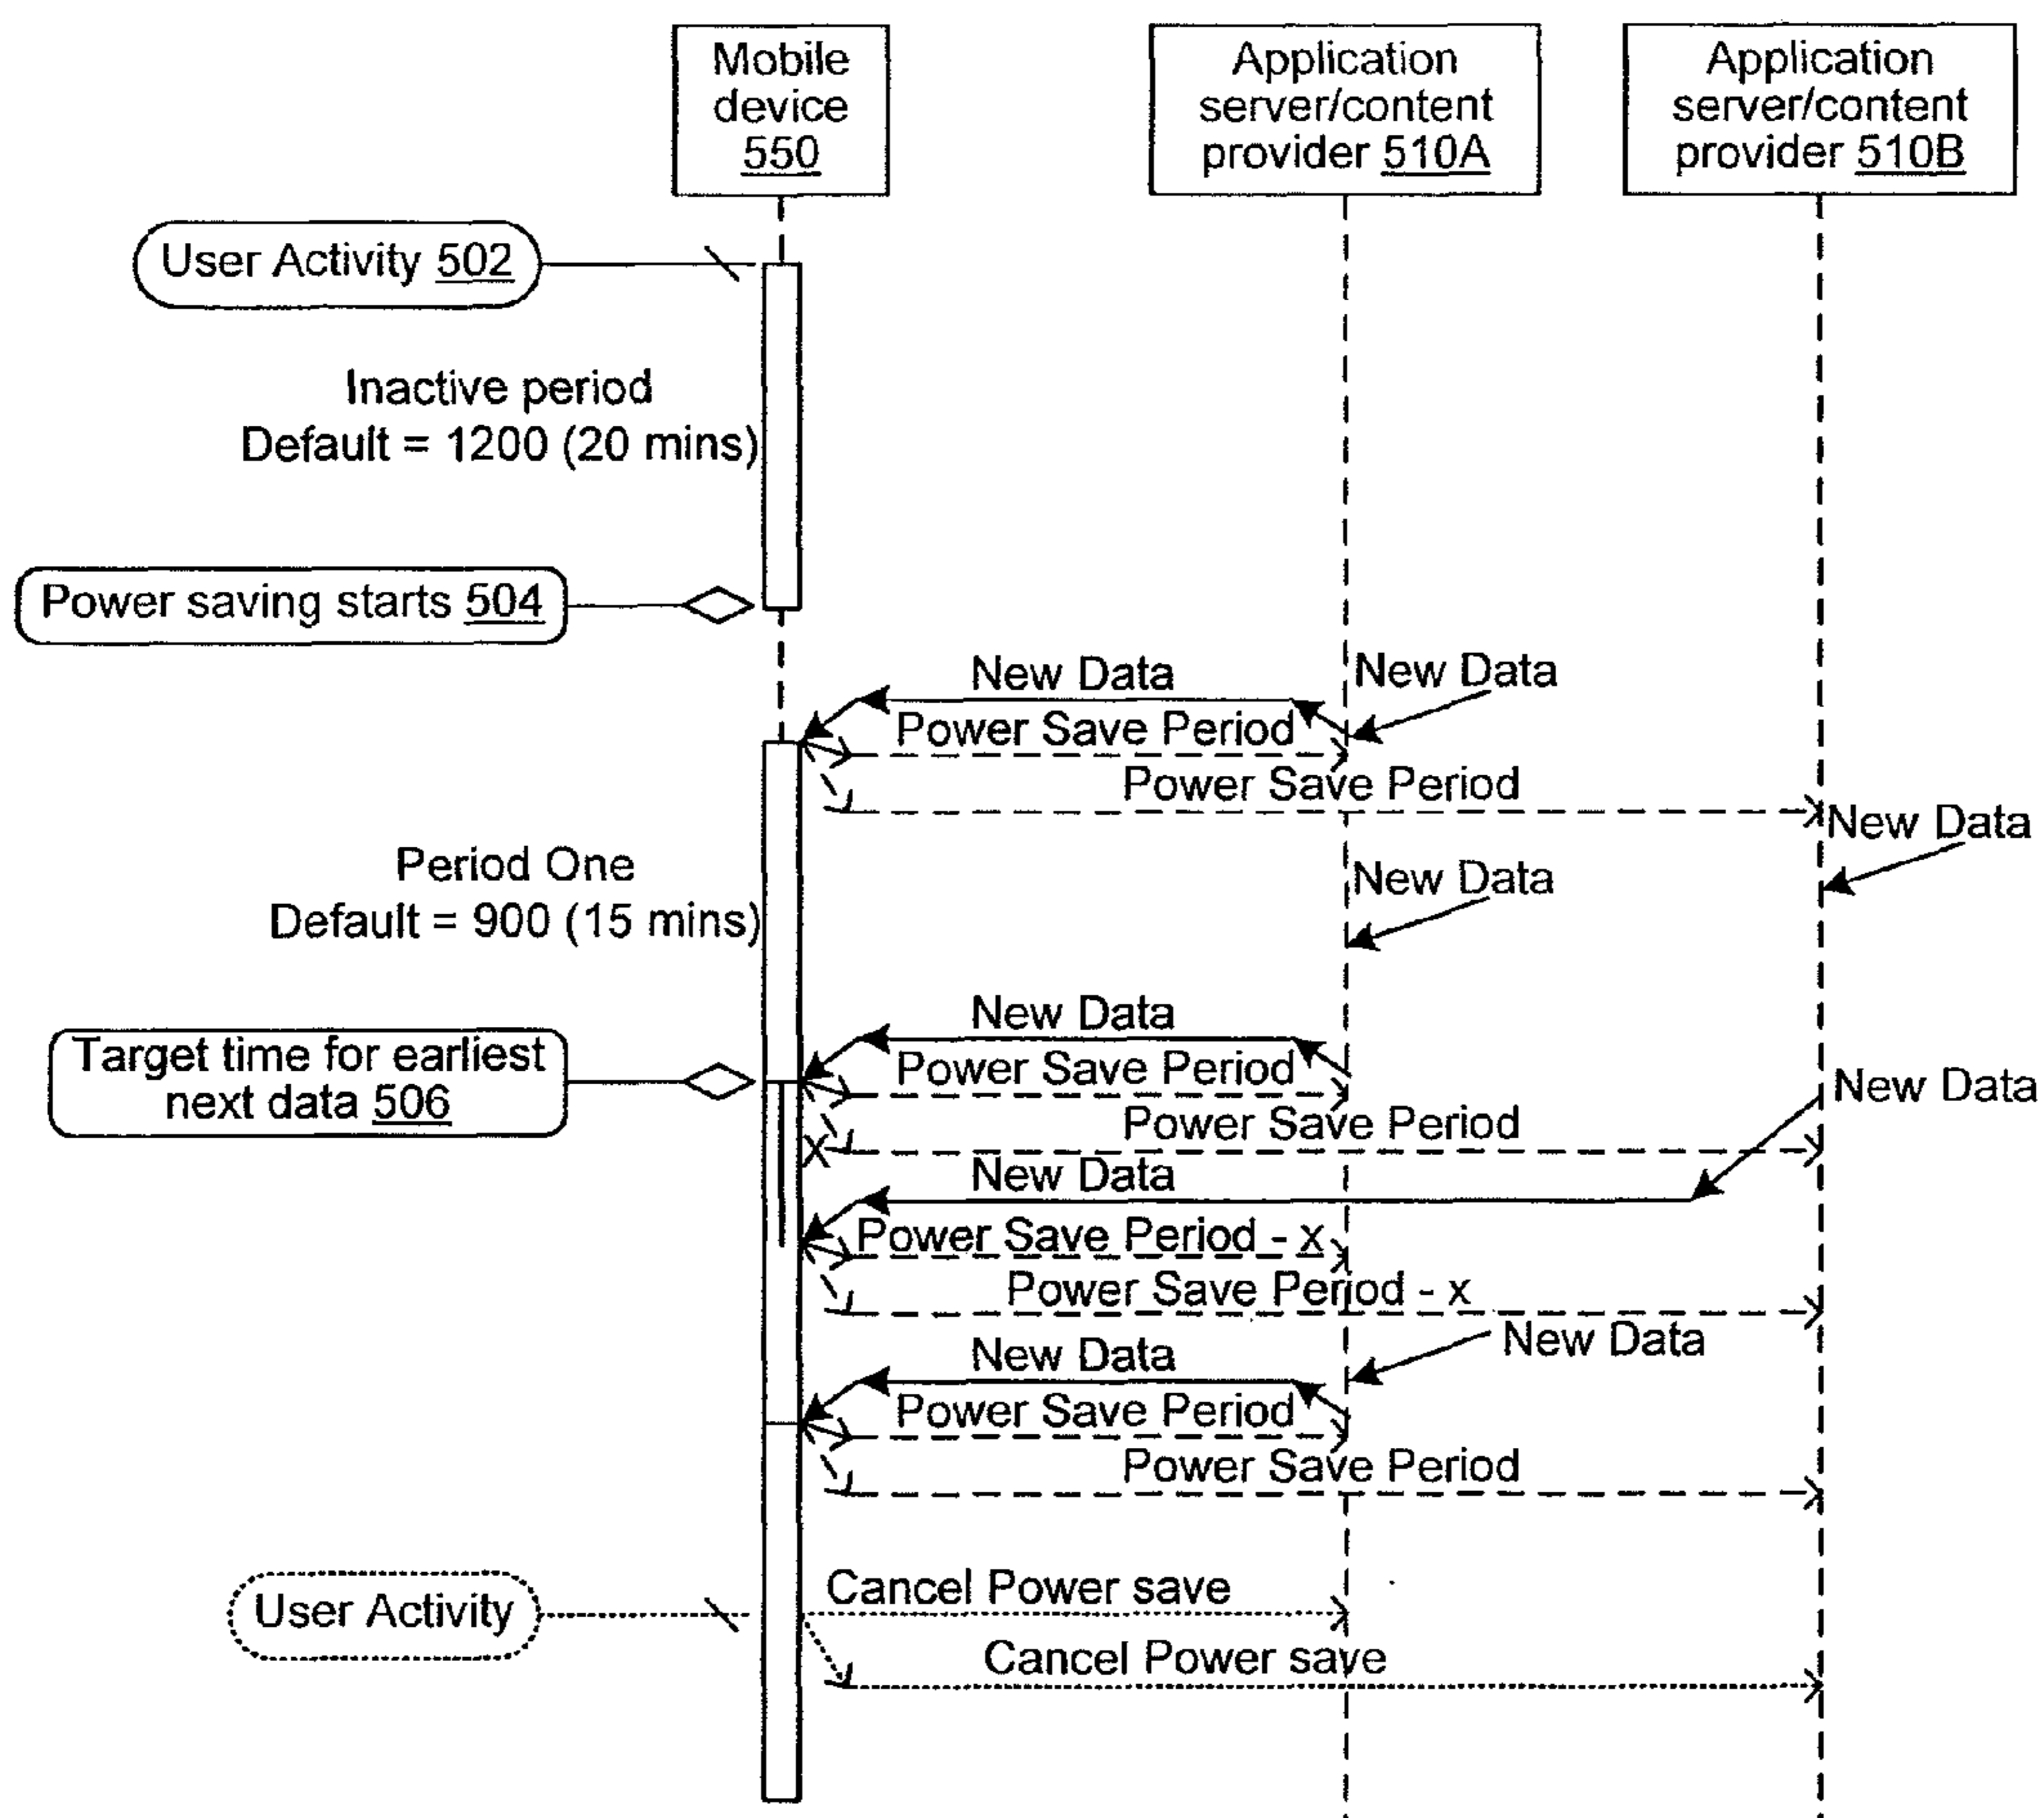 Mobile
device
550
Application
server/content
provider 510A
Application
server/content
provider 510B
User Activity 502
Inactive period
Default = 1200 (20 mins)
Power saving starts 504
New Data
New Data
Power Save Period
Power Save Period
New Data
Period One
Default = 900 (15 mins)
New Data
New Data
Target time for earliest
next data 506
Power Save Period
New Data
Power Save Period
X
New Data
Power Save Period - x
Power Save Period - x
New Data
New Data
Power Save Period
Power Save Period
User Activity
Cancel Power save
Cancel Power save